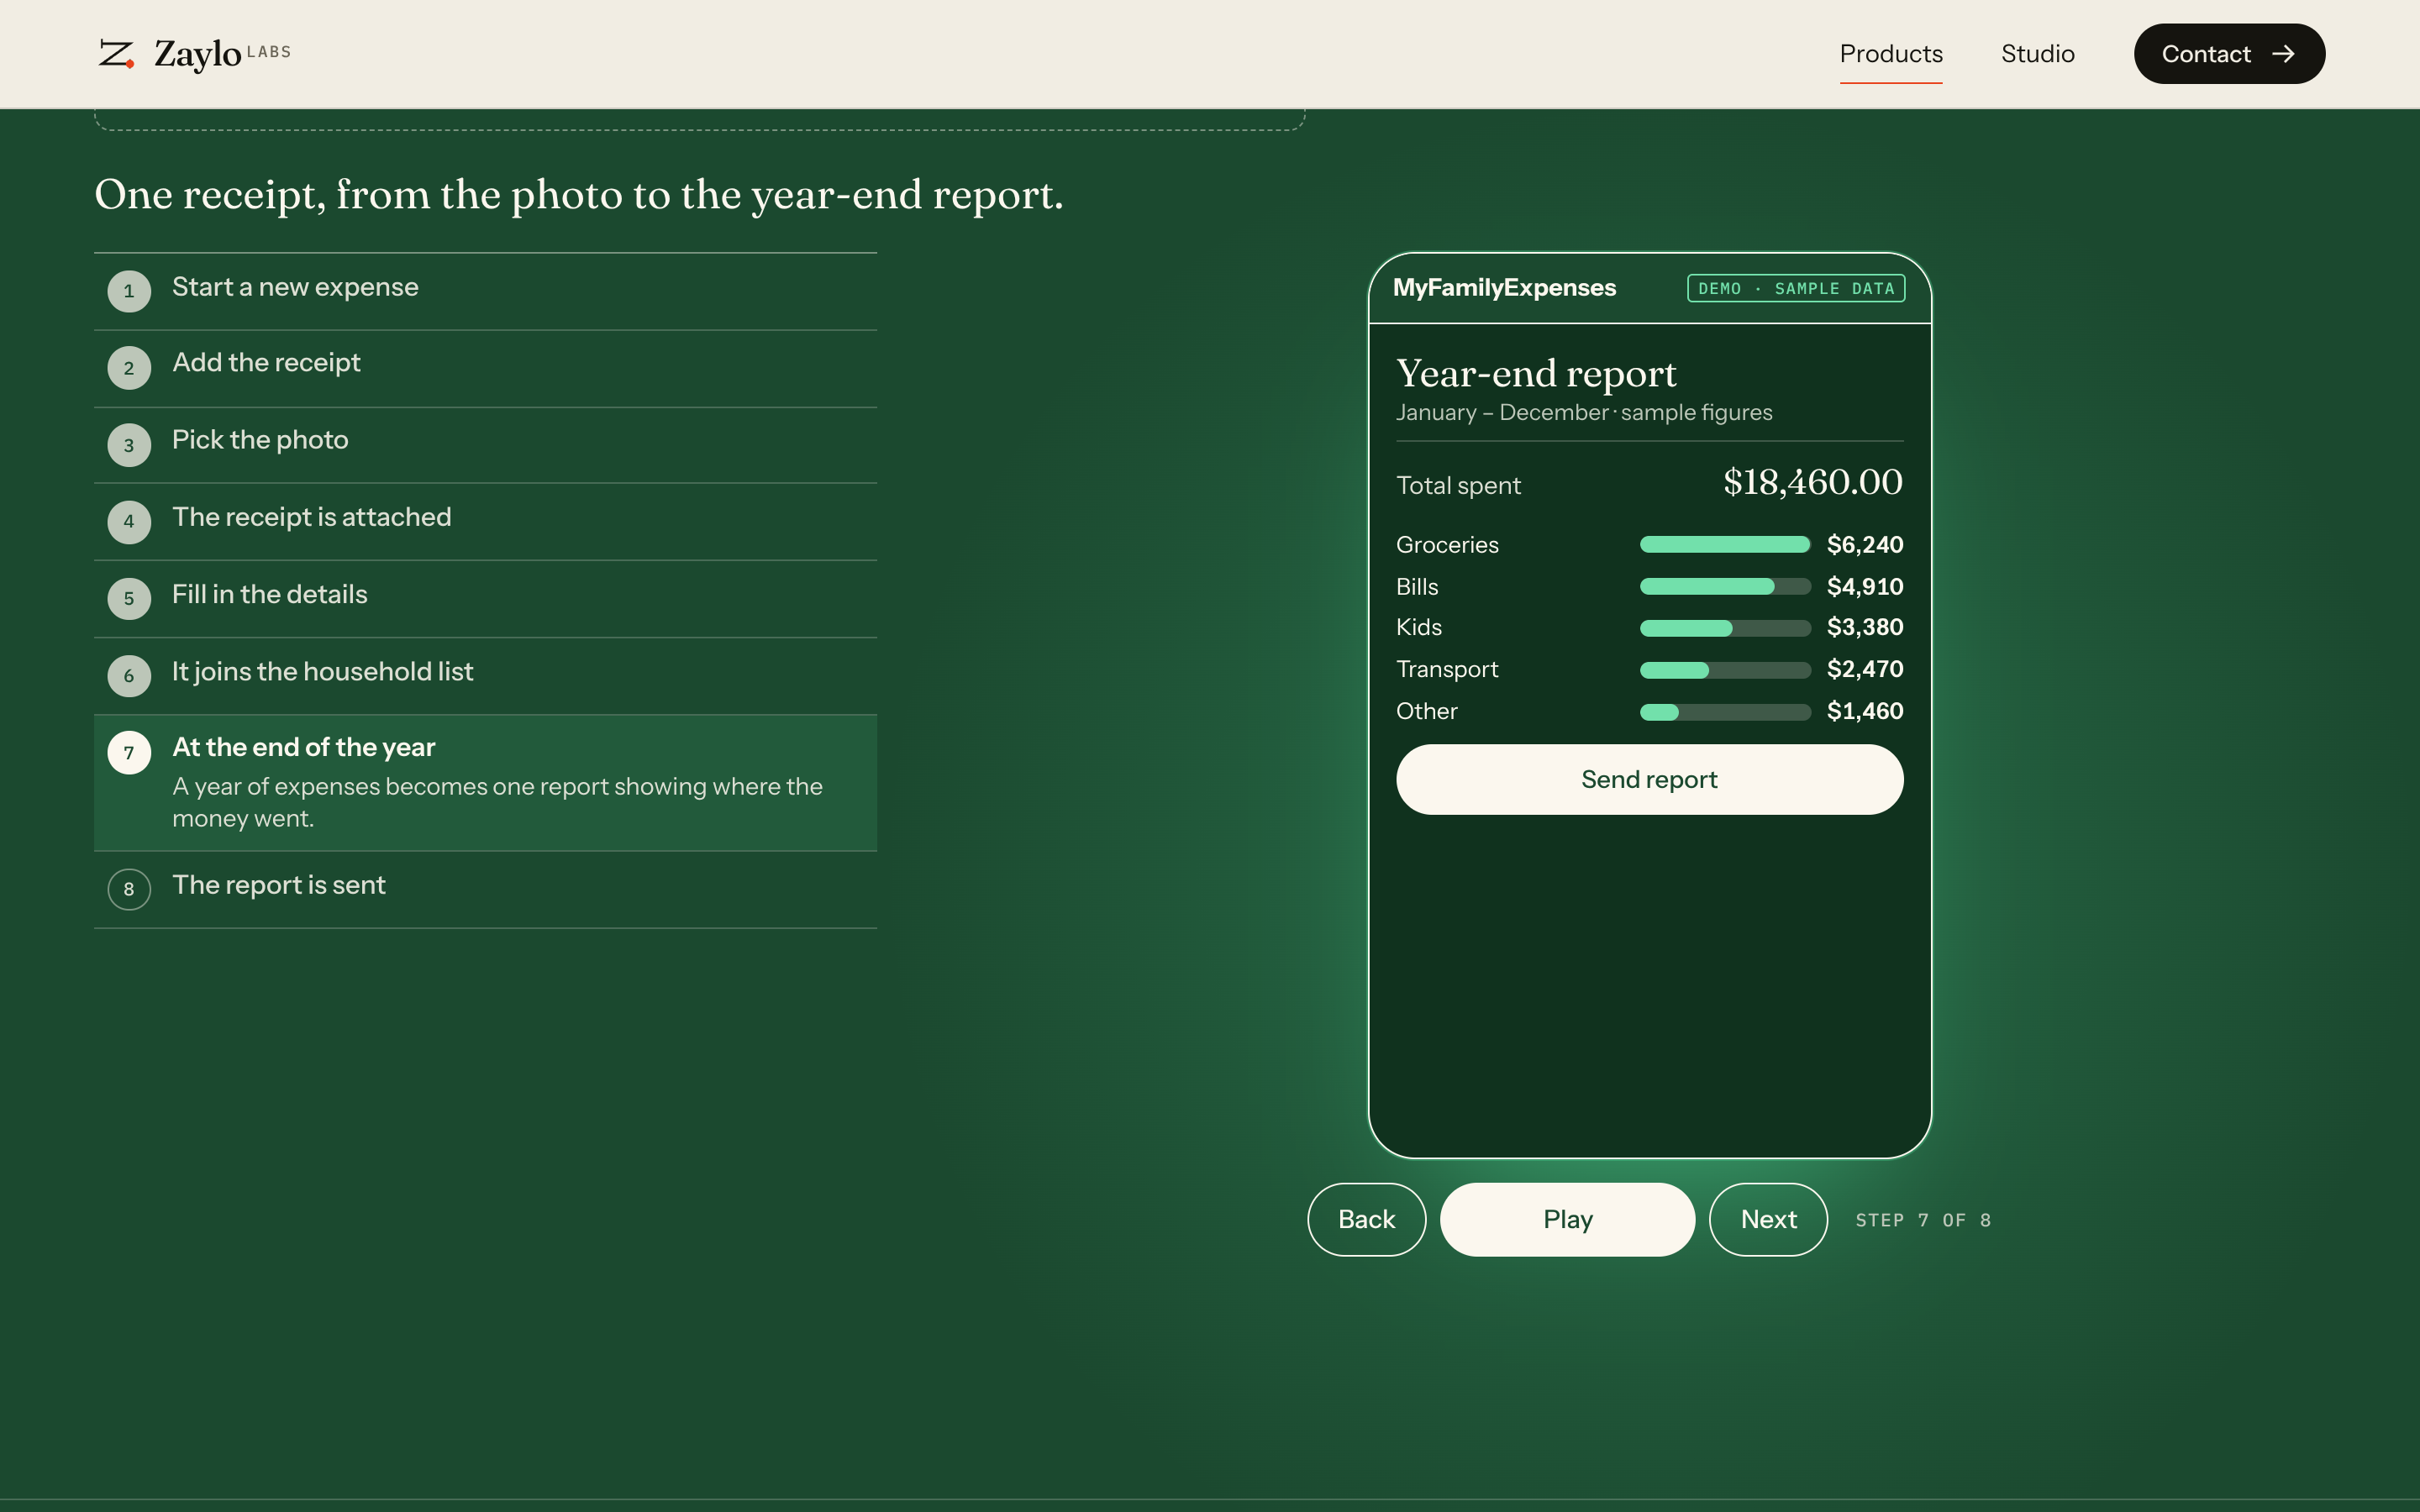 Zaylo LABS
Products
Studio
Contact →
One receipt, from the photo to the year-end report.
1 Start a new expense
2 Add the receipt
3 Pick the photo
4 The receipt is attached
5 Fill in the details
6 It joins the household list
7 At the end of the year
A year of expenses becomes one report showing where the
money went.
8 The report is sent
MyFamilyExpenses
DEMO · SAMPLE DATA
Year-end report
January – December · sample figures
Total spent $18,460.00
Groceries $6,240
Bills $4,910
Kids $3,380
Transport $2,470
Other $1,460
Send report
Back
Play
Next
STEP 7 OF 8